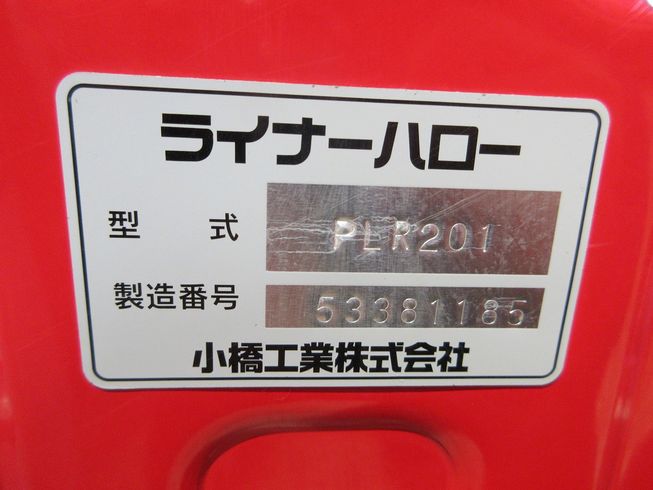 ライナーハロー
型 式 PLR201
製造番号 53381185
小橋工業株式会社